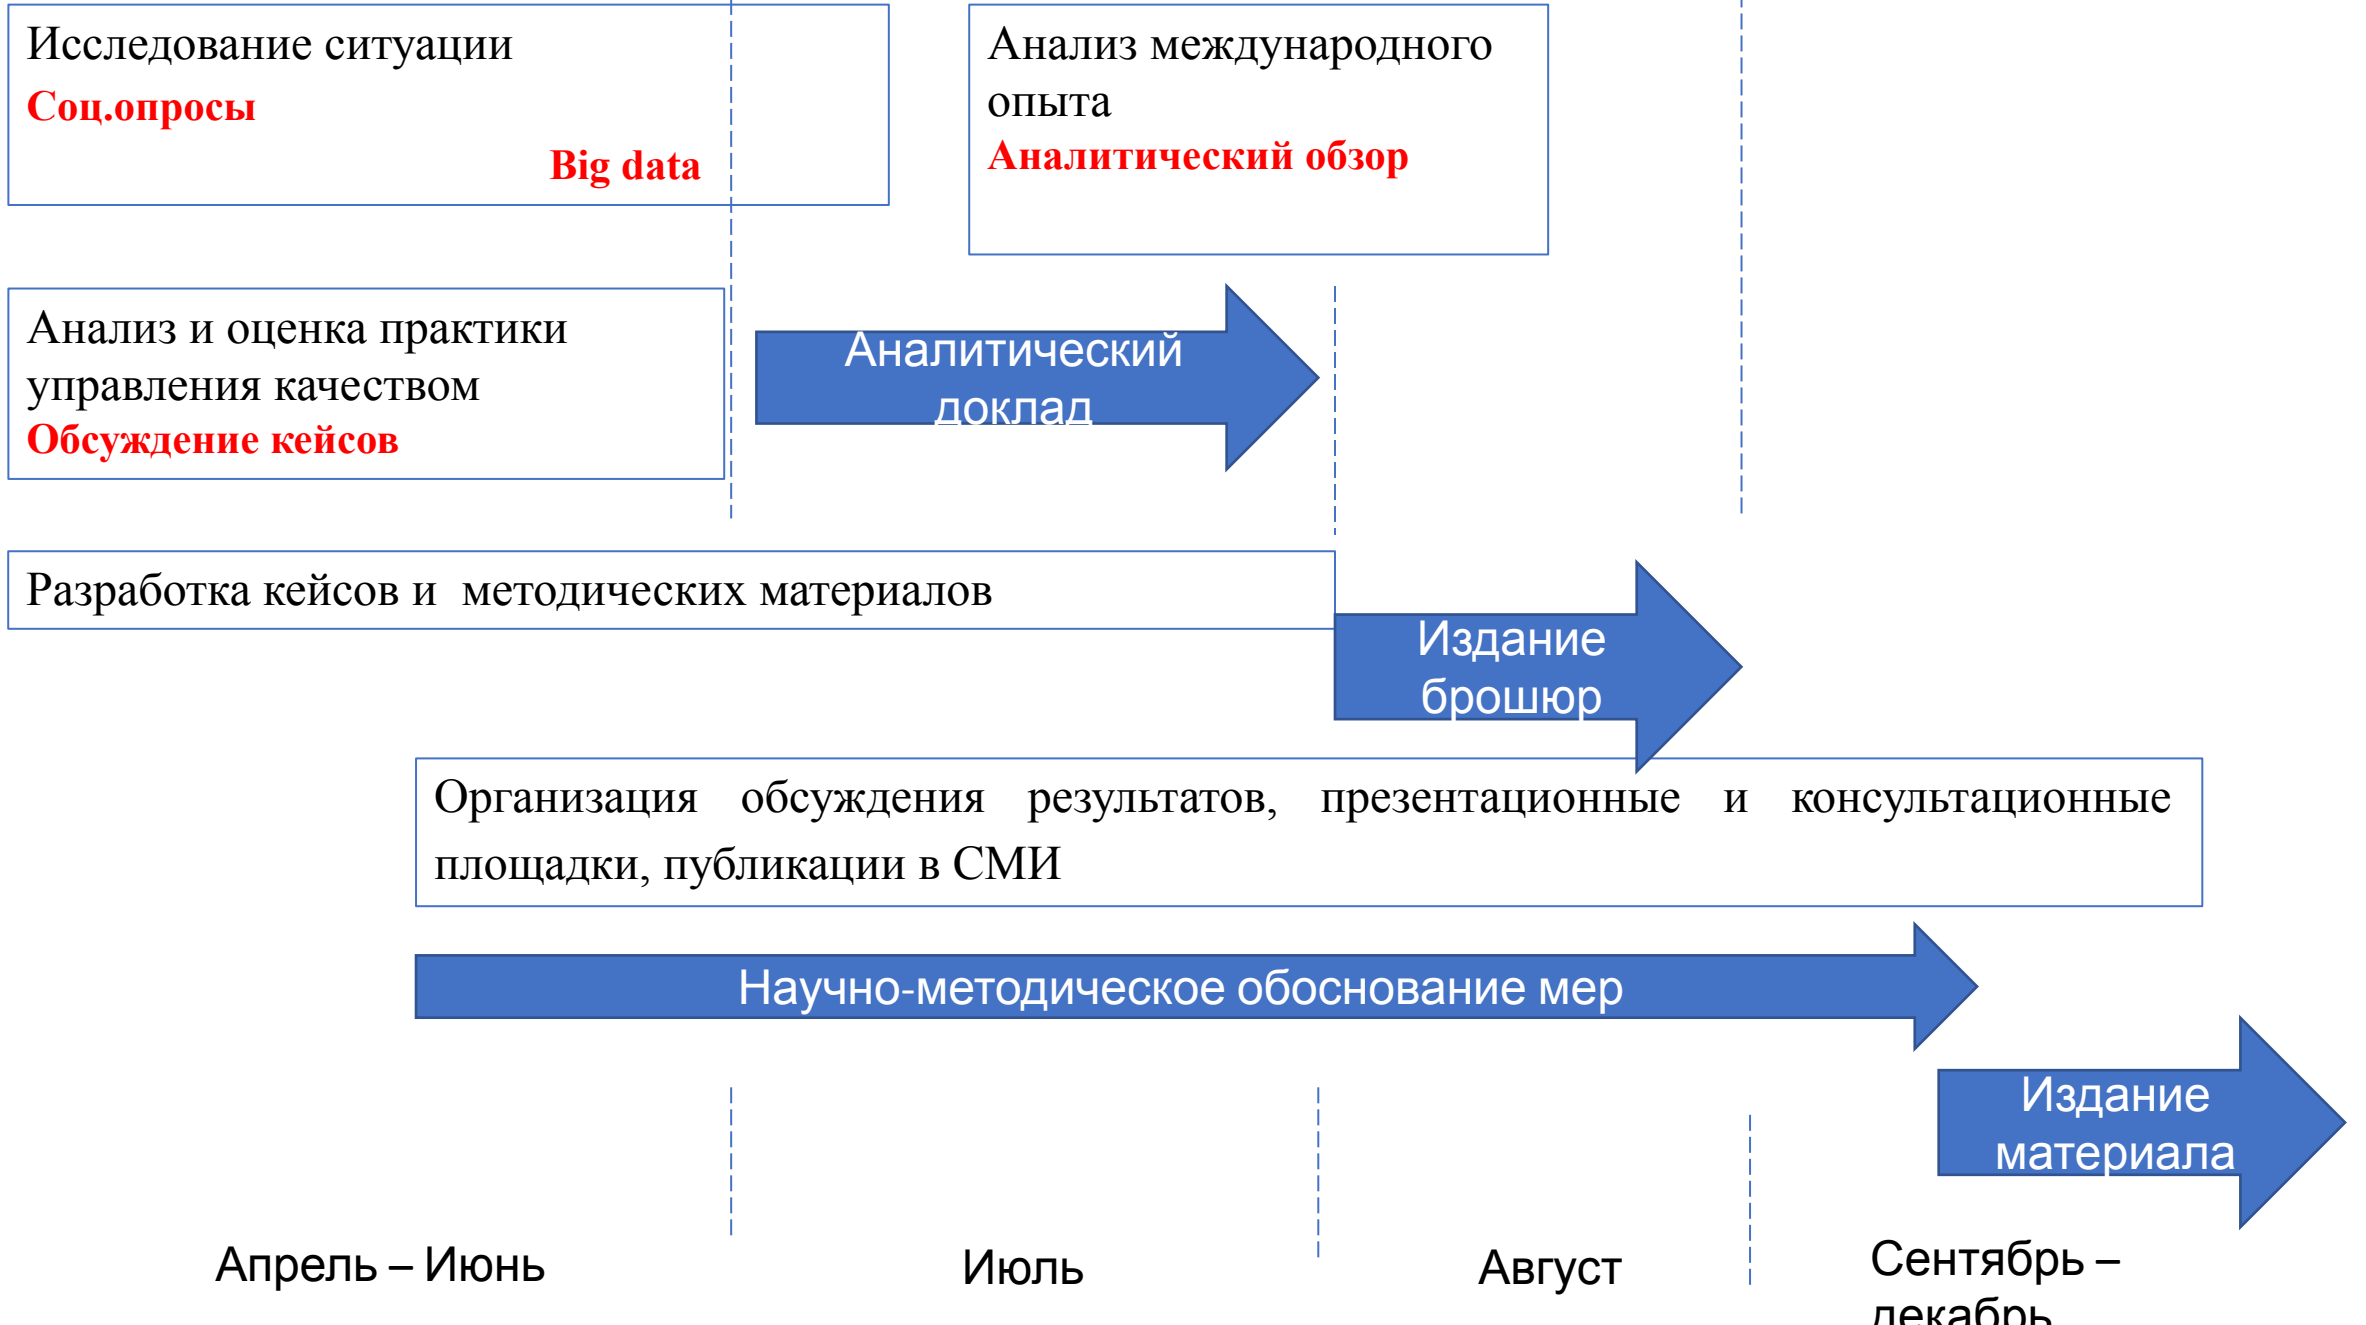 Исследование ситуации
Соц.опросы
Big data
Анализ международного
опыта
Аналитический обзор
Анализ и оценка практики
управления качеством
Обсуждение кейсов
Аналитический
доклад
Разработка кейсов и  методических материалов
Издание
брошюр
Организация обсуждения результатов, презентационные и консультационные
площадки, публикации в СМИ
Научно-методическое обоснование мер
Издание
материала
Апрель – Июнь
Июль
Август
Сентябрь –
декабрь